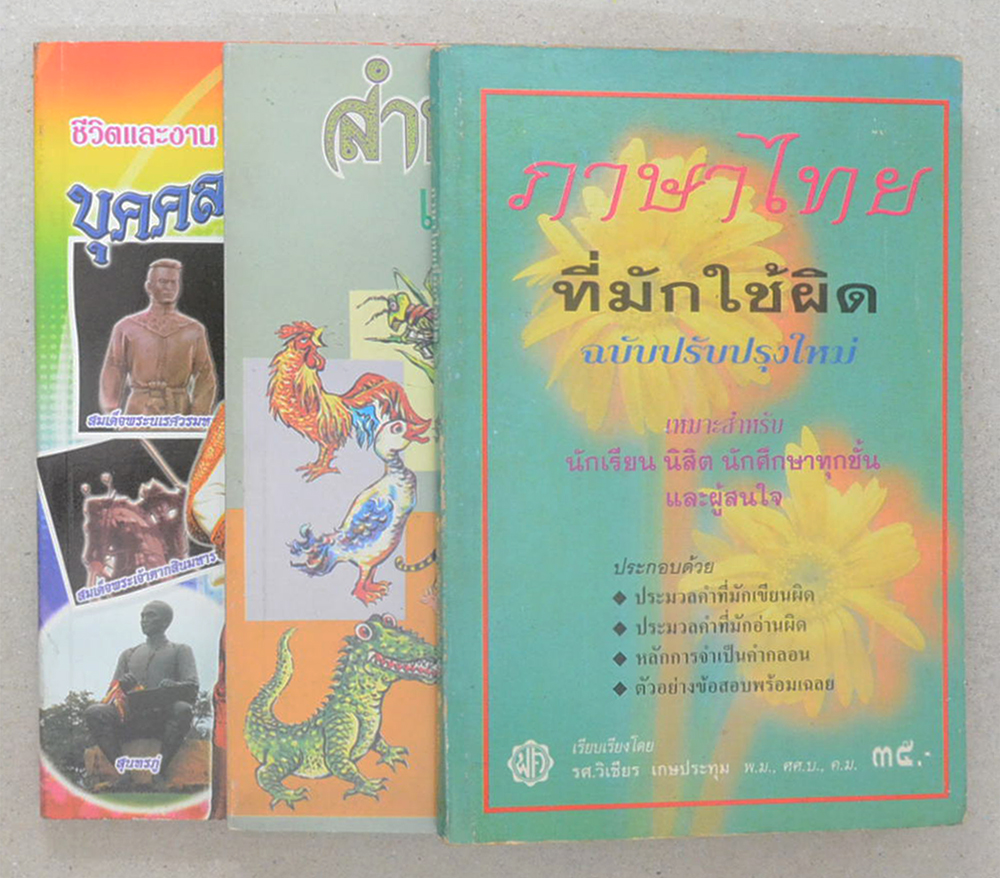 ชีวิตและงาน
บุคคล
สมเด็จพระนเรศวรมห
สมเด็จพระเจ้าตากสินมหาร
สุนทรภู่
สำ
ภาษาไทย
ที่มักใช้ผิด
ฉบับปรับปรุงใหม่
เหมาะสำหรับ
นักเรียน นิสิต นักศึกษาทุกชั้น
และผู้สนใจ
ประกอบด้วย
◆ ประมวลคำที่มักเขียนผิด
◆ ประมวลคำที่มักอ่านผิด
◆ หลักการจำเป็นคำกลอน
◆ ตัวอย่างข้อสอบพร้อมเฉลย
เรียบเรียงโดย
รศ.วิเชียร เกษประทุม พ.ม., ศศ.บ., ค.ม. ๓๕.-